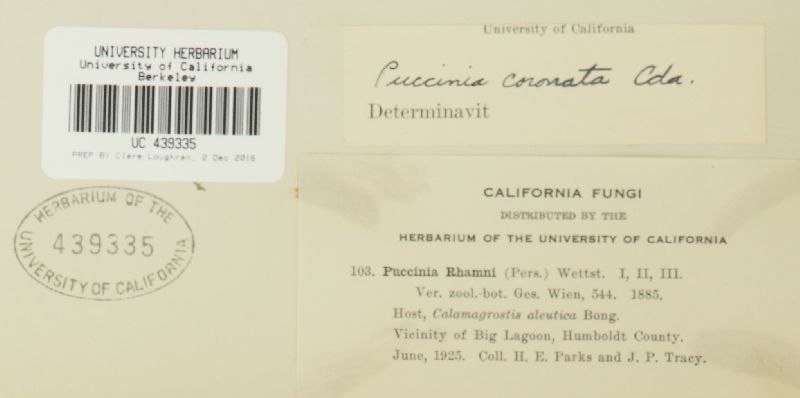 UNIVERSITY HERBARIUM
University of California
Berkeley
UC 439335
PREP BY Clare Loughran, 2 Dec 2016
HERBARIUM OF THE
439335
UNIVERSITY OF CALIFORNIA
University of California
Puccinia coronata Cda.
Determinavit
CALIFORNIA FUNGI
DISTRIBUTED BY THE
HERBARIUM OF THE UNIVERSITY OF CALIFORNIA
103. Puccinia Rhamni (Pers.) Wettst. I, II, III.
Ver. zool.-bot. Ges. Wien, 544. 1885.
Host, Calamagrostis aleutica Bong.
Vicinity of Big Lagoon, Humboldt County.
June, 1925. Coll. H. E. Parks and J. P. Tracy.